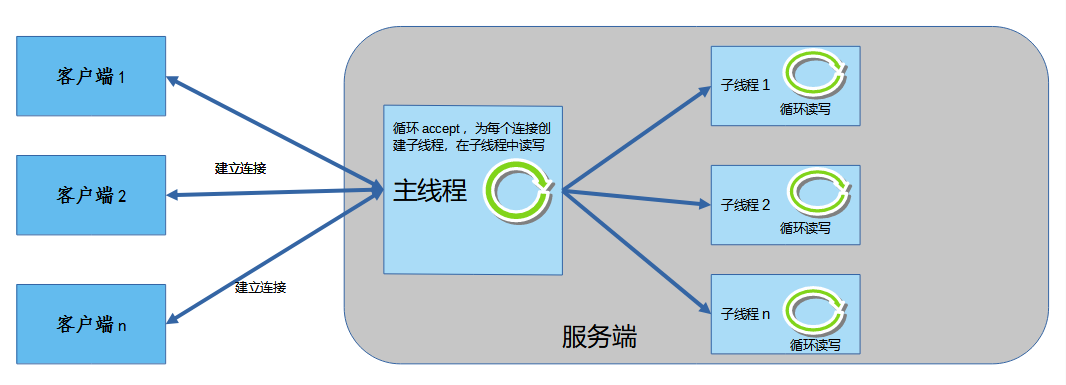 客户端 1
客户端 2
客户端 n
建立连接
建立连接
循环 accept ，为每个连接创
建子线程，在子线程中读写
主线程
子线程 1
循环读写
子线程 2
循环读写
子线程 n
循环读写
服务端